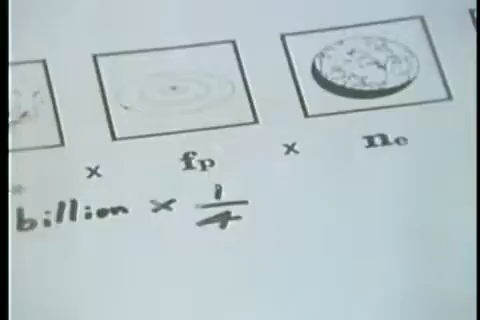 x fp x ne
billion x 1/4